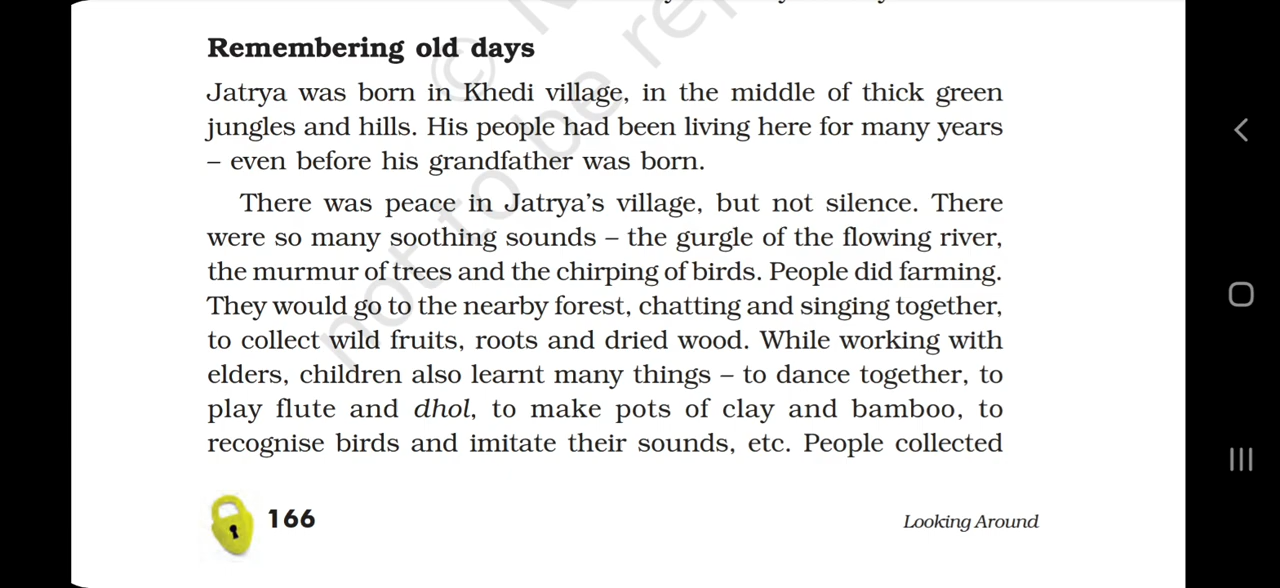 Remembering old days
Jatrya was born in Khedi village, in the middle of thick green
jungles and hills. His people had been living here for many years
– even before his grandfather was born.
There was peace in Jatrya's village, but not silence. There
were so many soothing sounds – the gurgle of the flowing river,
the murmur of trees and the chirping of birds. People did farming.
They would go to the nearby forest, chatting and singing together,
to collect wild fruits, roots and dried wood. While working with
elders, children also learnt many things – to dance together, to
play flute and dhol, to make pots of clay and bamboo, to
recognise birds and imitate their sounds, etc. People collected
166
Looking Around
© N
not to be re